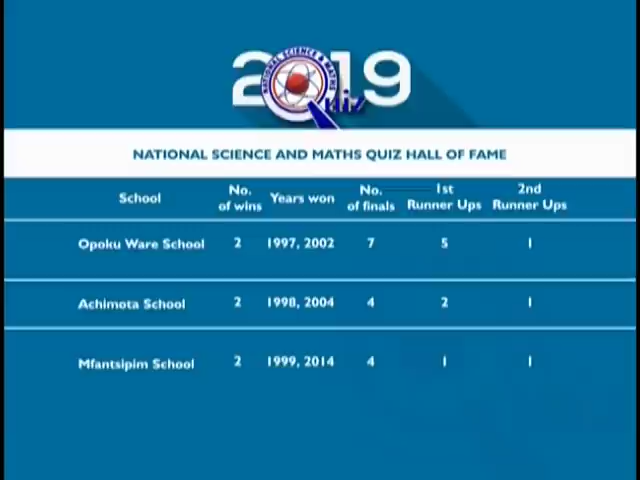 2019
NATIONAL SCIENCE & MATHS
Quiz
NATIONAL SCIENCE AND MATHS QUIZ HALL OF FAME
School No. of wins Years won No. of finals 1st Runner Ups 2nd Runner Ups
Opoku Ware School 2 1997, 2002 7 5 1
Achimota School 2 1998, 2004 4 2 1
Mfantsipim School 2 1999, 2014 4 1 1